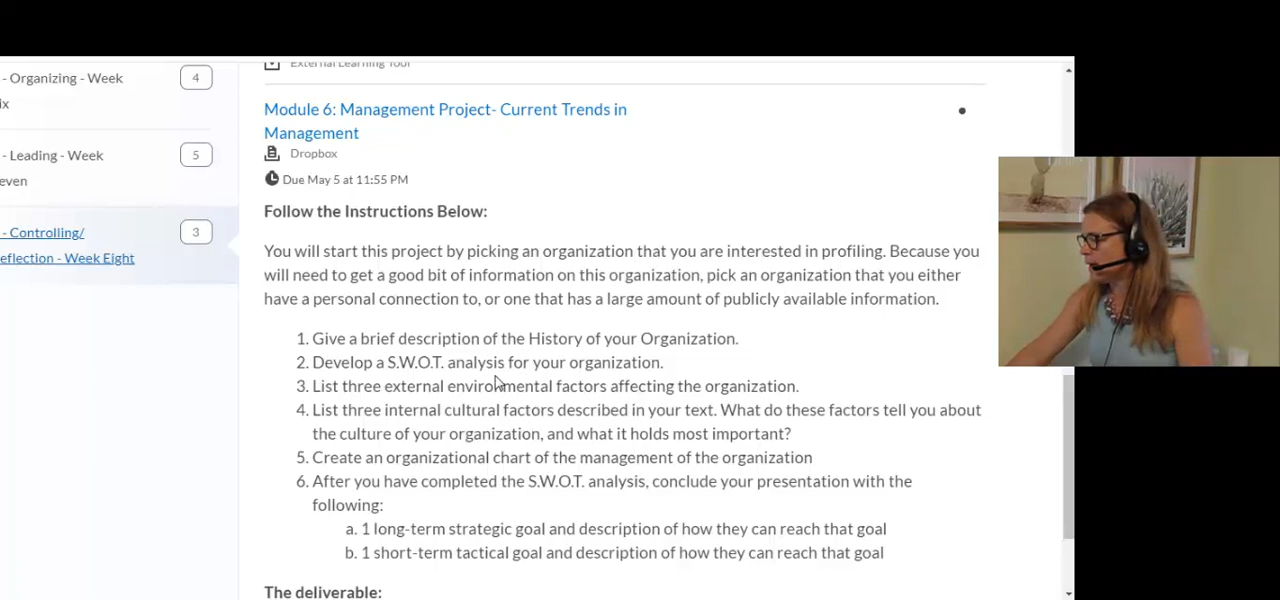 External Learning Tool
- Organizing - Week
ix
4
- Leading - Week
even
5
- Controlling/
eflection - Week Eight
3
Module 6: Management Project- Current Trends in
Management
Dropbox
Due May 5 at 11:55 PM
Follow the Instructions Below:
You will start this project by picking an organization that you are interested in profiling. Because you
will need to get a good bit of information on this organization, pick an organization that you either
have a personal connection to, or one that has a large amount of publicly available information.
1. Give a brief description of the History of your Organization.
2. Develop a S.W.O.T. analysis for your organization.
3. List three external environmental factors affecting the organization.
4. List three internal cultural factors described in your text. What do these factors tell you about
the culture of your organization, and what it holds most important?
5. Create an organizational chart of the management of the organization
6. After you have completed the S.W.O.T. analysis, conclude your presentation with the
following:
a. 1 long-term strategic goal and description of how they can reach that goal
b. 1 short-term tactical goal and description of how they can reach that goal
The deliverable: